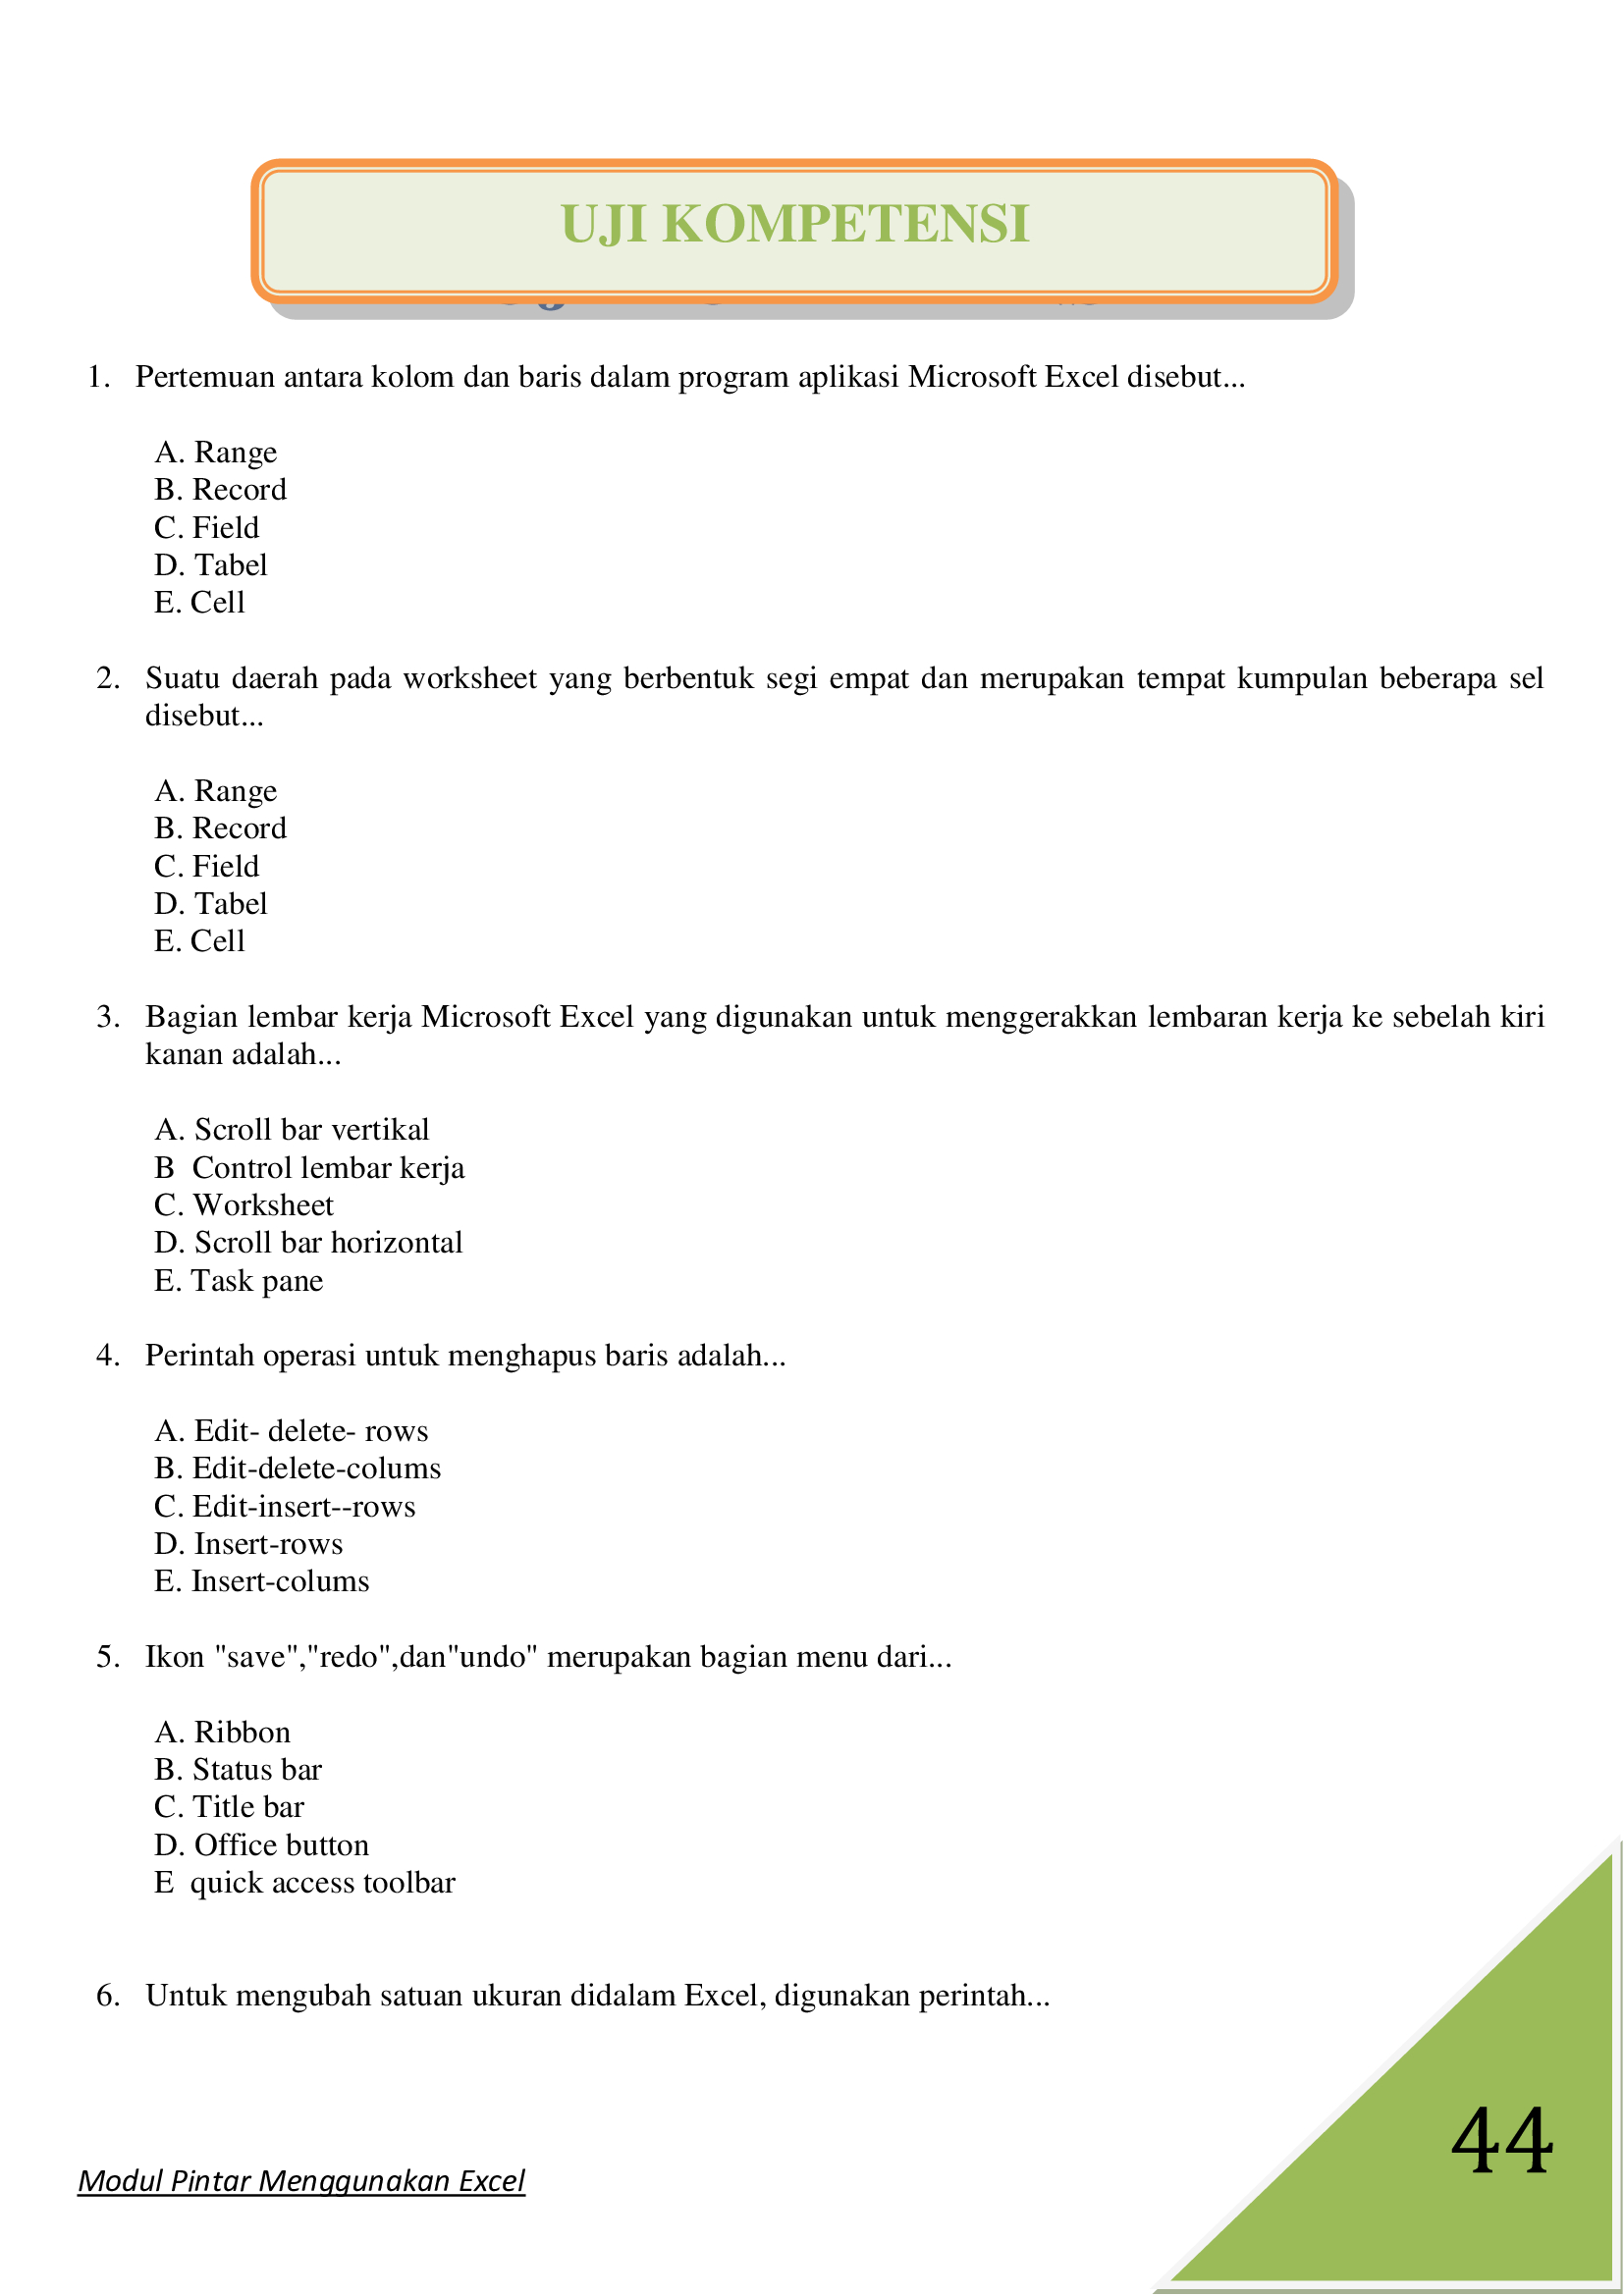 UJI KOMPETENSI
1. Pertemuan antara kolom dan baris dalam program aplikasi Microsoft Excel disebut...
A. Range
B. Record
C. Field
D. Tabel
E. Cell
2. Suatu daerah pada worksheet yang berbentuk segi empat dan merupakan tempat kumpulan beberapa sel
disebut...
A. Range
B. Record
C. Field
D. Tabel
E. Cell
3. Bagian lembar kerja Microsoft Excel yang digunakan untuk menggerakkan lembaran kerja ke sebelah kiri
kanan adalah...
A. Scroll bar vertikal
B Control lembar kerja
C. Worksheet
D. Scroll bar horizontal
E. Task pane
4. Perintah operasi untuk menghapus baris adalah...
A. Edit- delete- rows
B. Edit-delete-colums
C. Edit-insert--rows
D. Insert-rows
E. Insert-colums
5. Ikon "save","redo",dan"undo" merupakan bagian menu dari...
A. Ribbon
B. Status bar
C. Title bar
D. Office button
E quick access toolbar
6. Untuk mengubah satuan ukuran didalam Excel, digunakan perintah...
44
Modul Pintar Menggunakan Excel